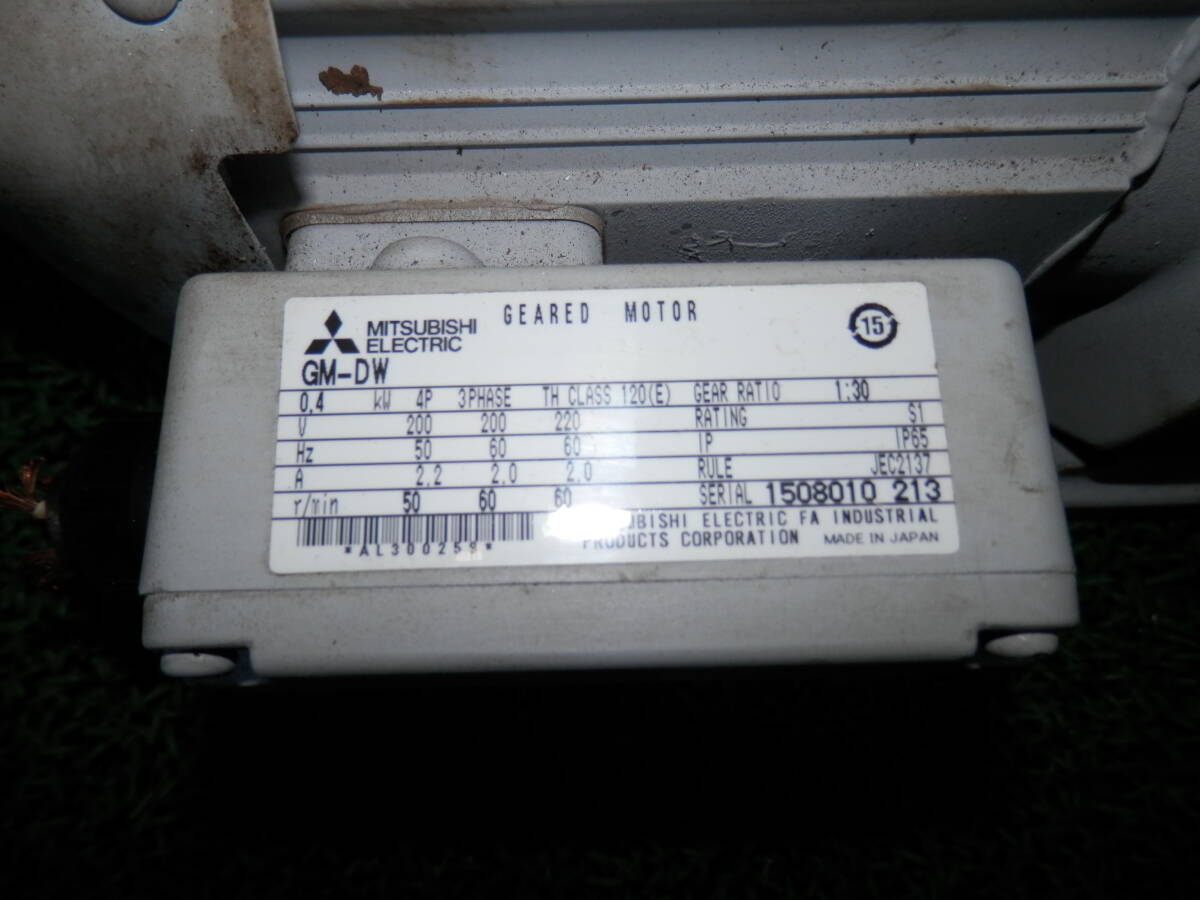 MITSUBISHI
ELECTRIC
GEARED MOTOR
15
GM-DW
0,4 kW 4P 3PHASE TH CLASS 120(E) GEAR RATIO 1:30
V 200 200 220 RATING S1
Hz 50 60 60 IP IP65
A 2.2 2.0 2.0 RULE JEC2137
r/min 50 60 60 SERIAL 1508010 213
*AL300259*
ELECTRIC FA INDUSTRIAL
PRODUCTS CORPORATION MADE IN JAPAN